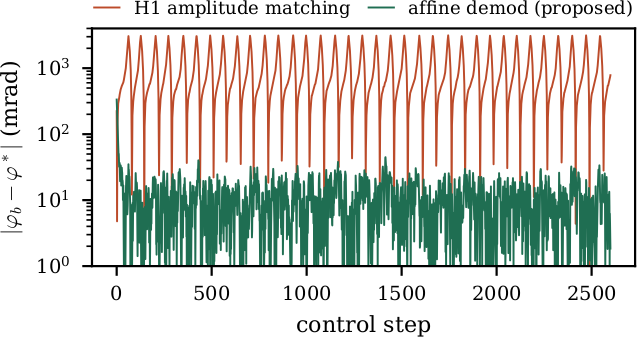 H1 amplitude matching
affine demod (proposed)
|φ_b − φ*| (mrad)
10³
10²
10¹
10⁰
0
500
1000
1500
2000
2500
control step